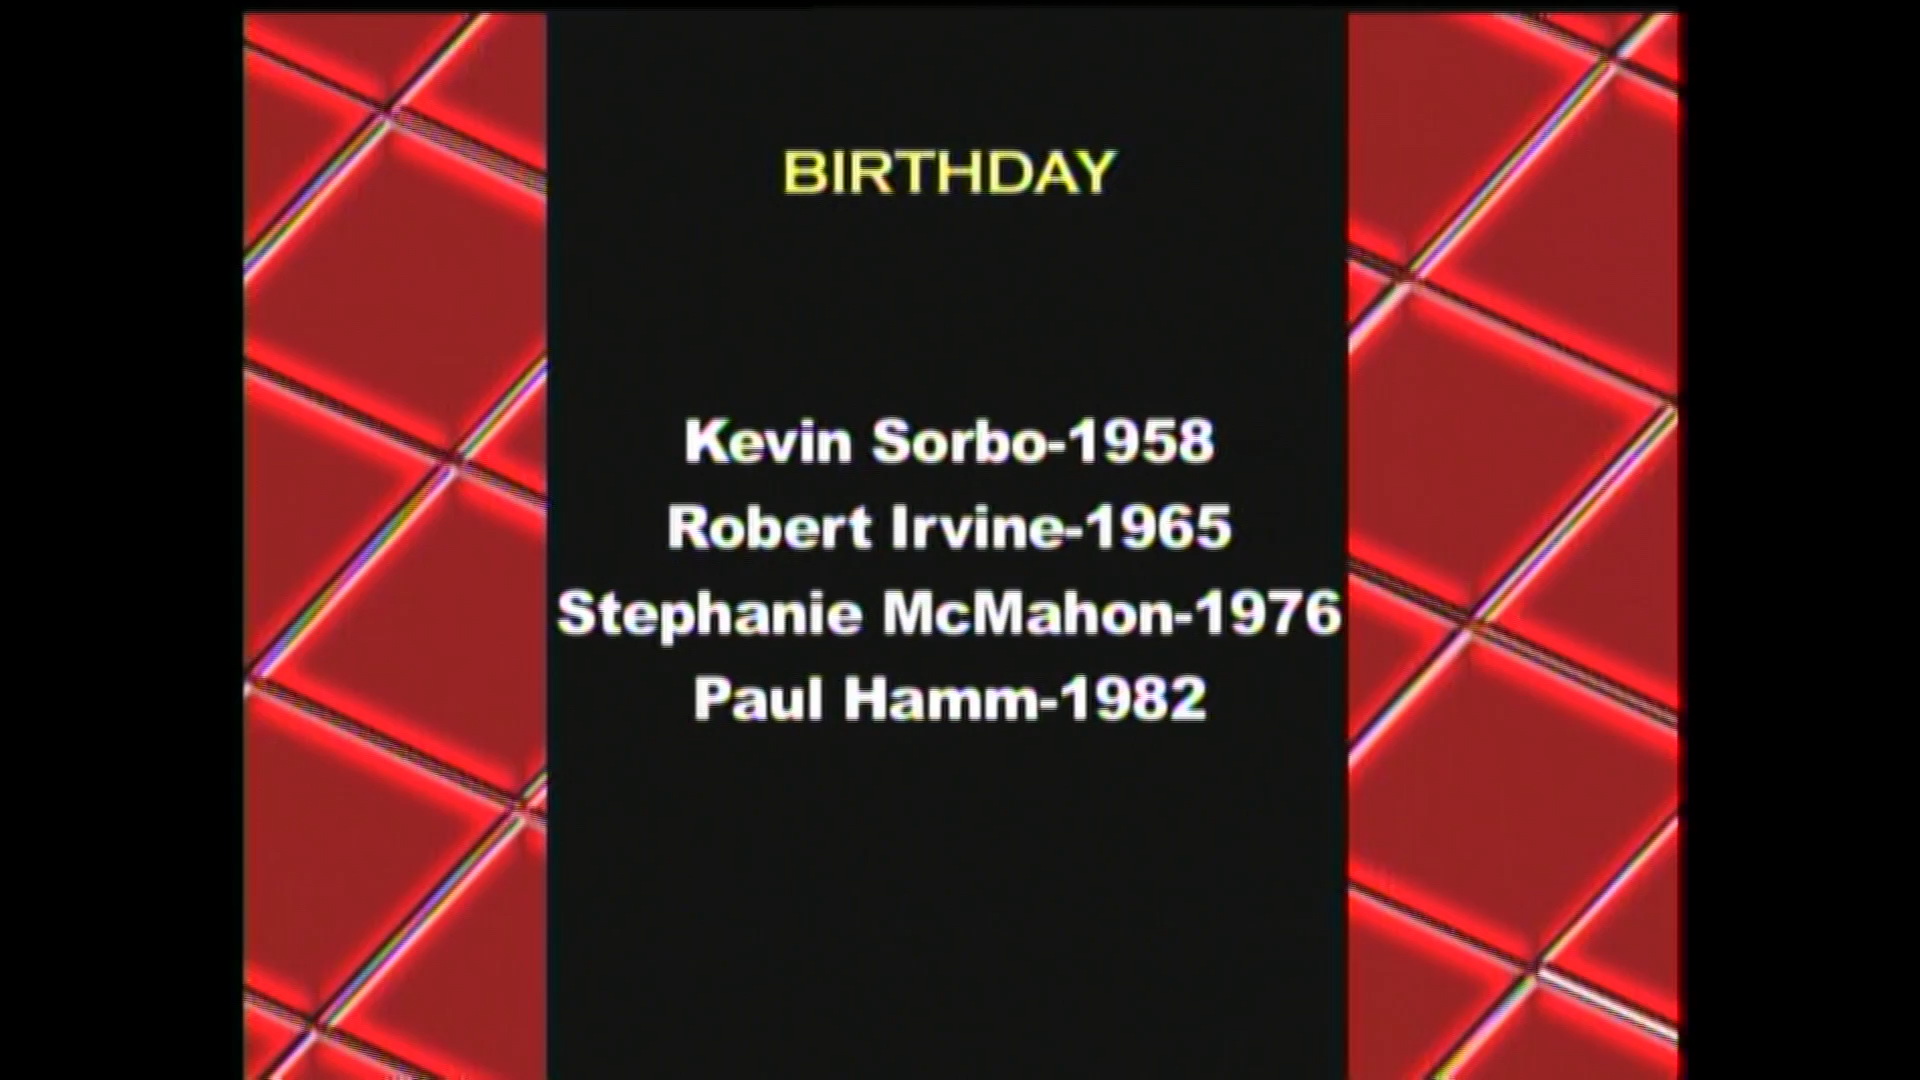 BIRTHDAY
Kevin Sorbo-1958
Robert Irvine-1965
Stephanie McMahon-1976
Paul Hamm-1982